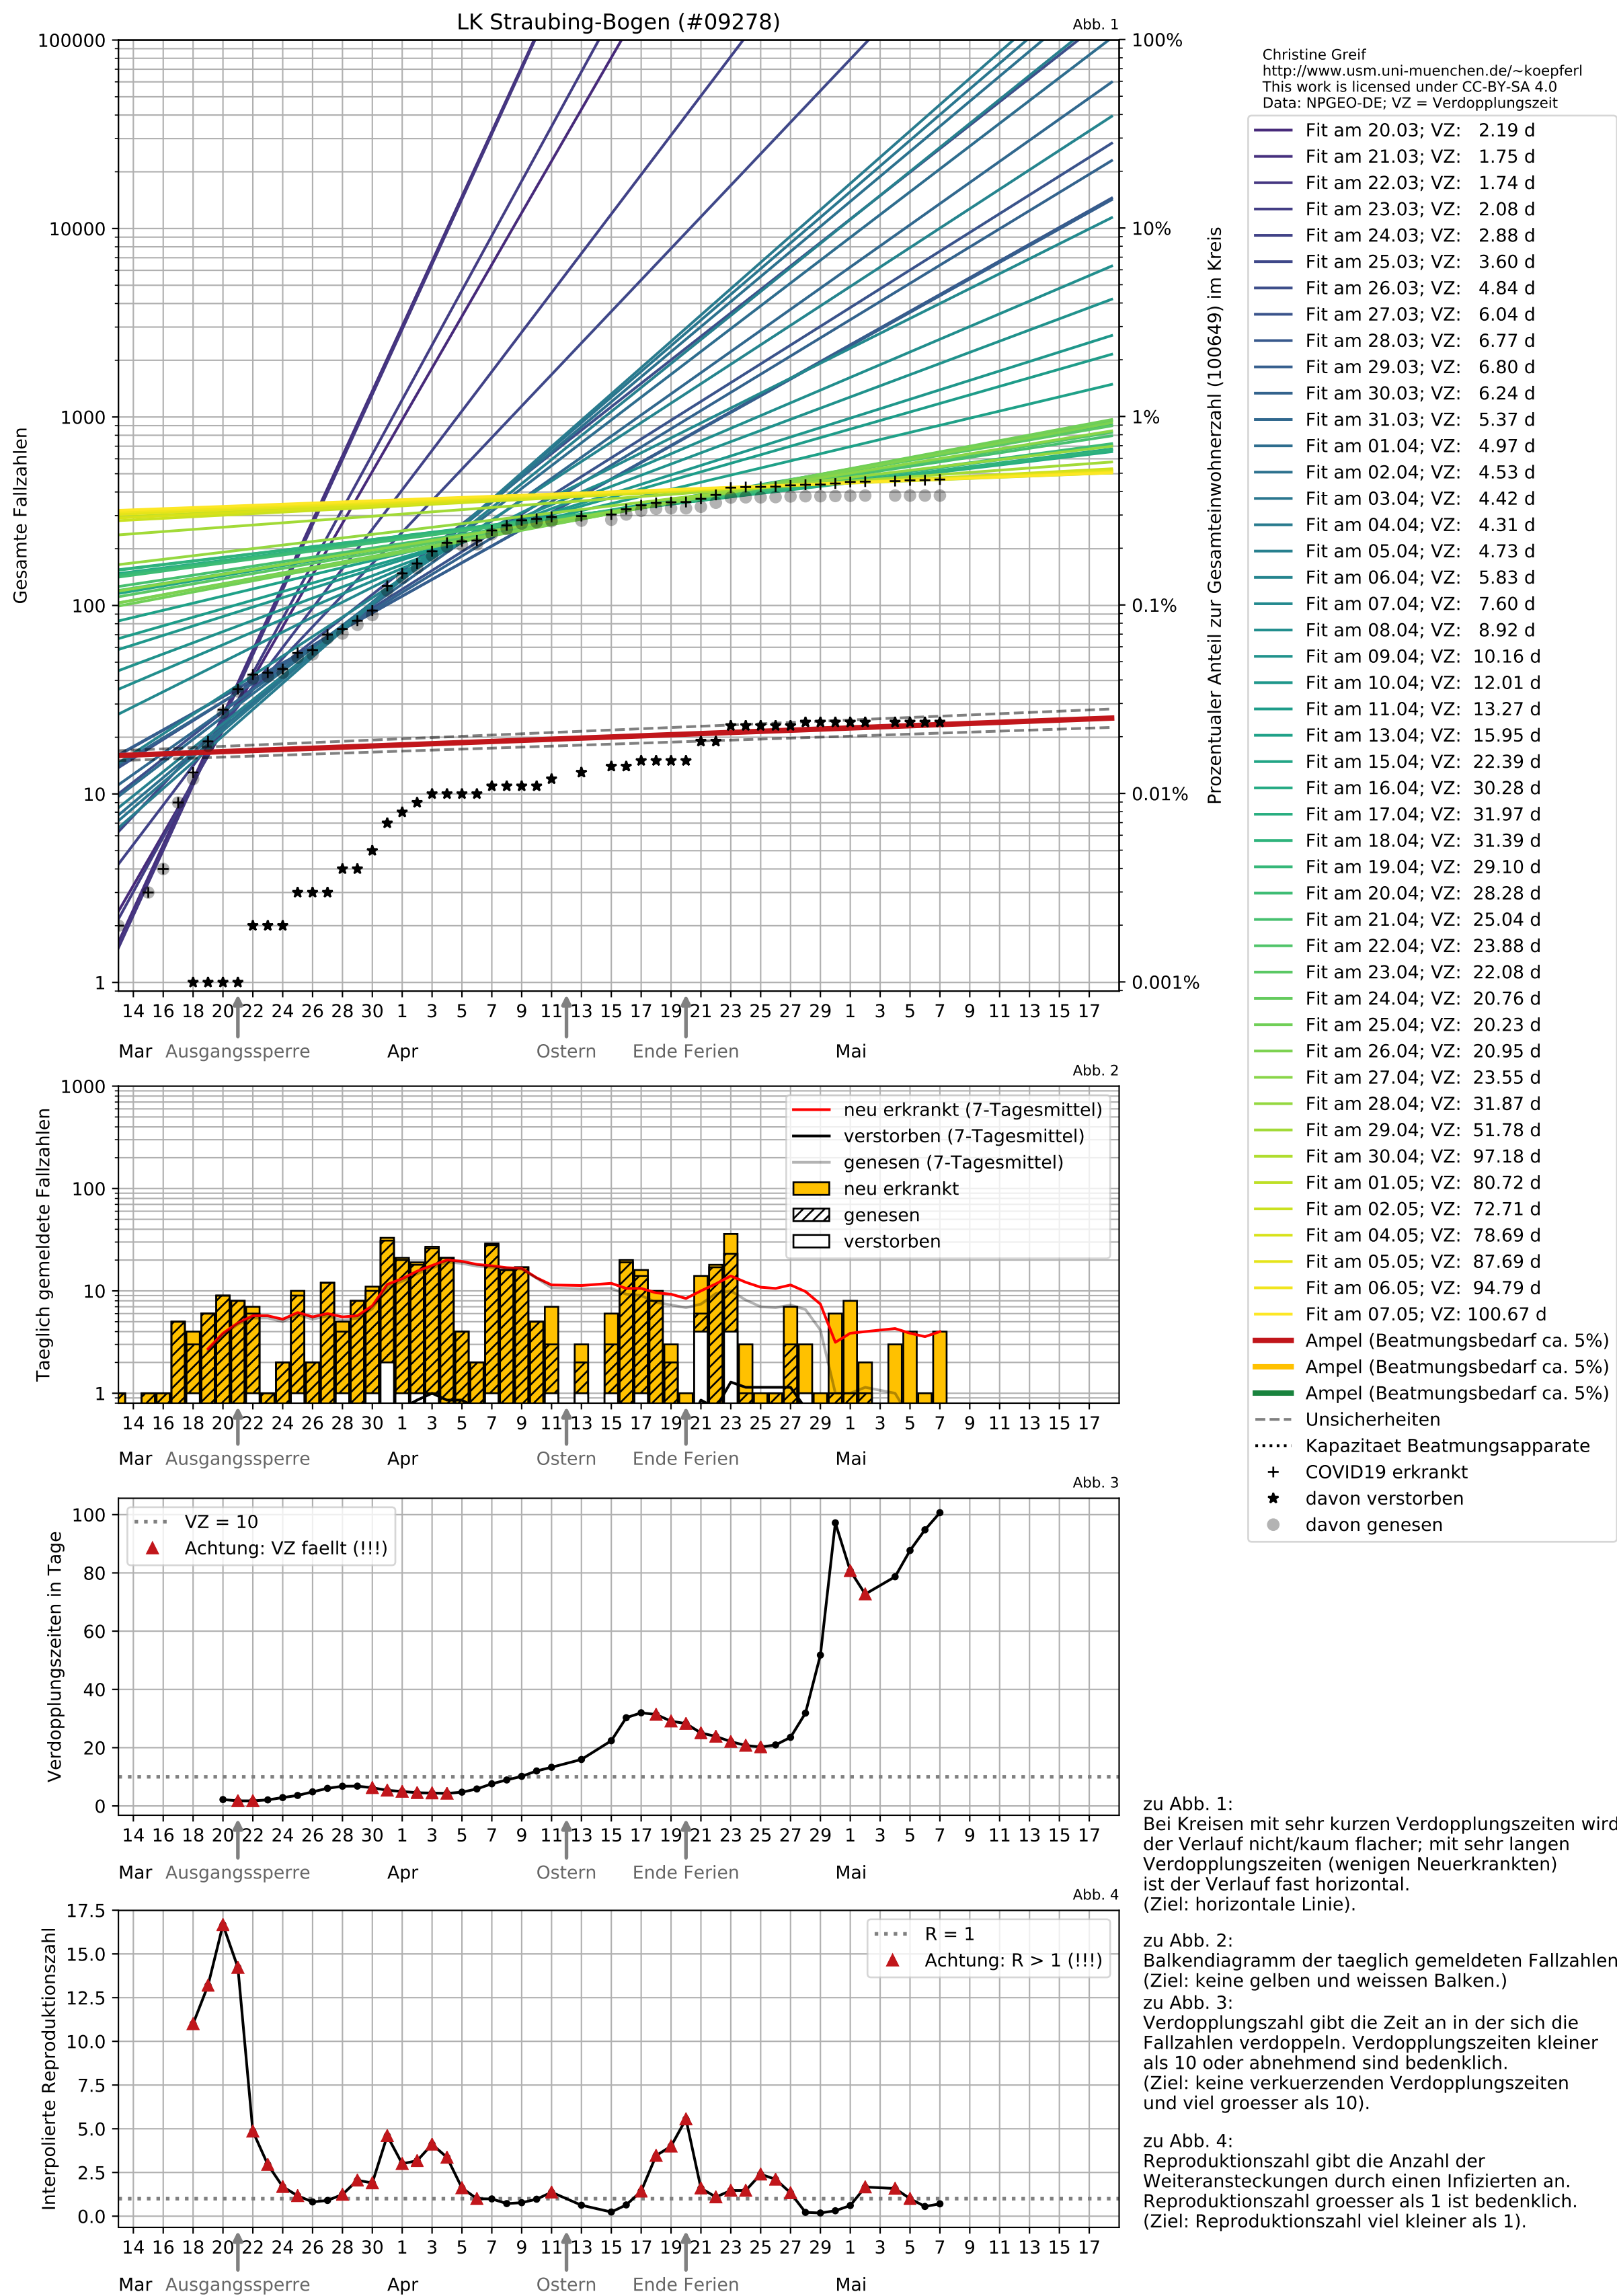 LK Straubing-Bogen (#09278)
Abb. 1
Christine Greif
http://www.usm.uni-muenchen.de/~koepferl
This work is licensed under CC-BY-SA 4.0
Data: NPGEO-DE; VZ = Verdopplungszeit
Gesamte Fallzahlen
100000
10000
1000
100
10
1
100%
10%
1%
0.1%
0.01%
0.001%
Prozentualer Anteil zur Gesamteinwohnerzahl (100649) im Kreis
14 16 18 20 22 24 26 28 30 1 3 5 7 9 11 13 15 17 19 21 23 25 27 29 1 3 5 7 9 11 13 15 17
Mar Ausgangssperre Apr Ostern Ende Ferien Mai
Fit am 20.03; VZ: 2.19 d
Fit am 21.03; VZ: 1.75 d
Fit am 22.03; VZ: 1.74 d
Fit am 23.03; VZ: 2.08 d
Fit am 24.03; VZ: 2.88 d
Fit am 25.03; VZ: 3.60 d
Fit am 26.03; VZ: 4.84 d
Fit am 27.03; VZ: 6.04 d
Fit am 28.03; VZ: 6.77 d
Fit am 29.03; VZ: 6.80 d
Fit am 30.03; VZ: 6.24 d
Fit am 31.03; VZ: 5.37 d
Fit am 01.04; VZ: 4.97 d
Fit am 02.04; VZ: 4.53 d
Fit am 03.04; VZ: 4.42 d
Fit am 04.04; VZ: 4.31 d
Fit am 05.04; VZ: 4.73 d
Fit am 06.04; VZ: 5.83 d
Fit am 07.04; VZ: 7.60 d
Fit am 08.04; VZ: 8.92 d
Fit am 09.04; VZ: 10.16 d
Fit am 10.04; VZ: 12.01 d
Fit am 11.04; VZ: 13.27 d
Fit am 13.04; VZ: 15.95 d
Fit am 15.04; VZ: 22.39 d
Fit am 16.04; VZ: 30.28 d
Fit am 17.04; VZ: 31.97 d
Fit am 18.04; VZ: 31.39 d
Fit am 19.04; VZ: 29.10 d
Fit am 20.04; VZ: 28.28 d
Fit am 21.04; VZ: 25.04 d
Fit am 22.04; VZ: 23.88 d
Fit am 23.04; VZ: 22.08 d
Fit am 24.04; VZ: 20.76 d
Fit am 25.04; VZ: 20.23 d
Fit am 26.04; VZ: 20.95 d
Fit am 27.04; VZ: 23.55 d
Fit am 28.04; VZ: 31.87 d
Fit am 29.04; VZ: 51.78 d
Fit am 30.04; VZ: 97.18 d
Fit am 01.05; VZ: 80.72 d
Fit am 02.05; VZ: 72.71 d
Fit am 04.05; VZ: 78.69 d
Fit am 05.05; VZ: 87.69 d
Fit am 06.05; VZ: 94.79 d
Fit am 07.05; VZ: 100.67 d
Ampel (Beatmungsbedarf ca. 5%)
Ampel (Beatmungsbedarf ca. 5%)
Ampel (Beatmungsbedarf ca. 5%)
Unsicherheiten
Kapazitaet Beatmungsapparate
COVID19 erkrankt
davon verstorben
davon genesen
Abb. 2
Taeglich gemeldete Fallzahlen
1000
100
10
1
neu erkrankt (7-Tagesmittel)
verstorben (7-Tagesmittel)
genesen (7-Tagesmittel)
neu erkrankt
genesen
verstorben
Mar Ausgangssperre Apr Ostern Ende Ferien Mai
Abb. 3
Verdopplungszeiten in Tage
100
80
60
40
20
0
VZ = 10
Achtung: VZ faellt (!!!)
14 16 18 20 22 24 26 28 30 1 3 5 7 9 11 13 15 17 19 21 23 25 27 29 1 3 5 7 9 11 13 15 17
Mar Ausgangssperre Apr Ostern Ende Ferien Mai
Abb. 4
Interpolierte Reproduktionszahl
17.5
15.0
12.5
10.0
7.5
5.0
2.5
0.0
R = 1
Achtung: R > 1 (!!!)
14 16 18 20 22 24 26 28 30 1 3 5 7 9 11 13 15 17 19 21 23 25 27 29 1 3 5 7 9 11 13 15 17
Mar Ausgangssperre Apr Ostern Ende Ferien Mai
zu Abb. 1:
Bei Kreisen mit sehr kurzen Verdopplungszeiten wird
der Verlauf nicht/kaum flacher; mit sehr langen
Verdopplungszeiten (wenigen Neuerkrankten)
ist der Verlauf fast horizontal.
(Ziel: horizontale Linie).
zu Abb. 2:
Balkendiagramm der taeglich gemeldeten Fallzahlen
(Ziel: keine gelben und weissen Balken.)
zu Abb. 3:
Verdopplungszahl gibt die Zeit an in der sich die
Fallzahlen verdoppeln. Verdopplungszeiten kleiner
als 10 oder abnehmend sind bedenklich.
(Ziel: keine verkuerzenden Verdopplungszeiten
und viel groesser als 10).
zu Abb. 4:
Reproduktionszahl gibt die Anzahl der
Weiteransteckungen durch einen Infizierten an.
Reproduktionszahl groesser als 1 ist bedenklich.
(Ziel: Reproduktionszahl viel kleiner als 1).